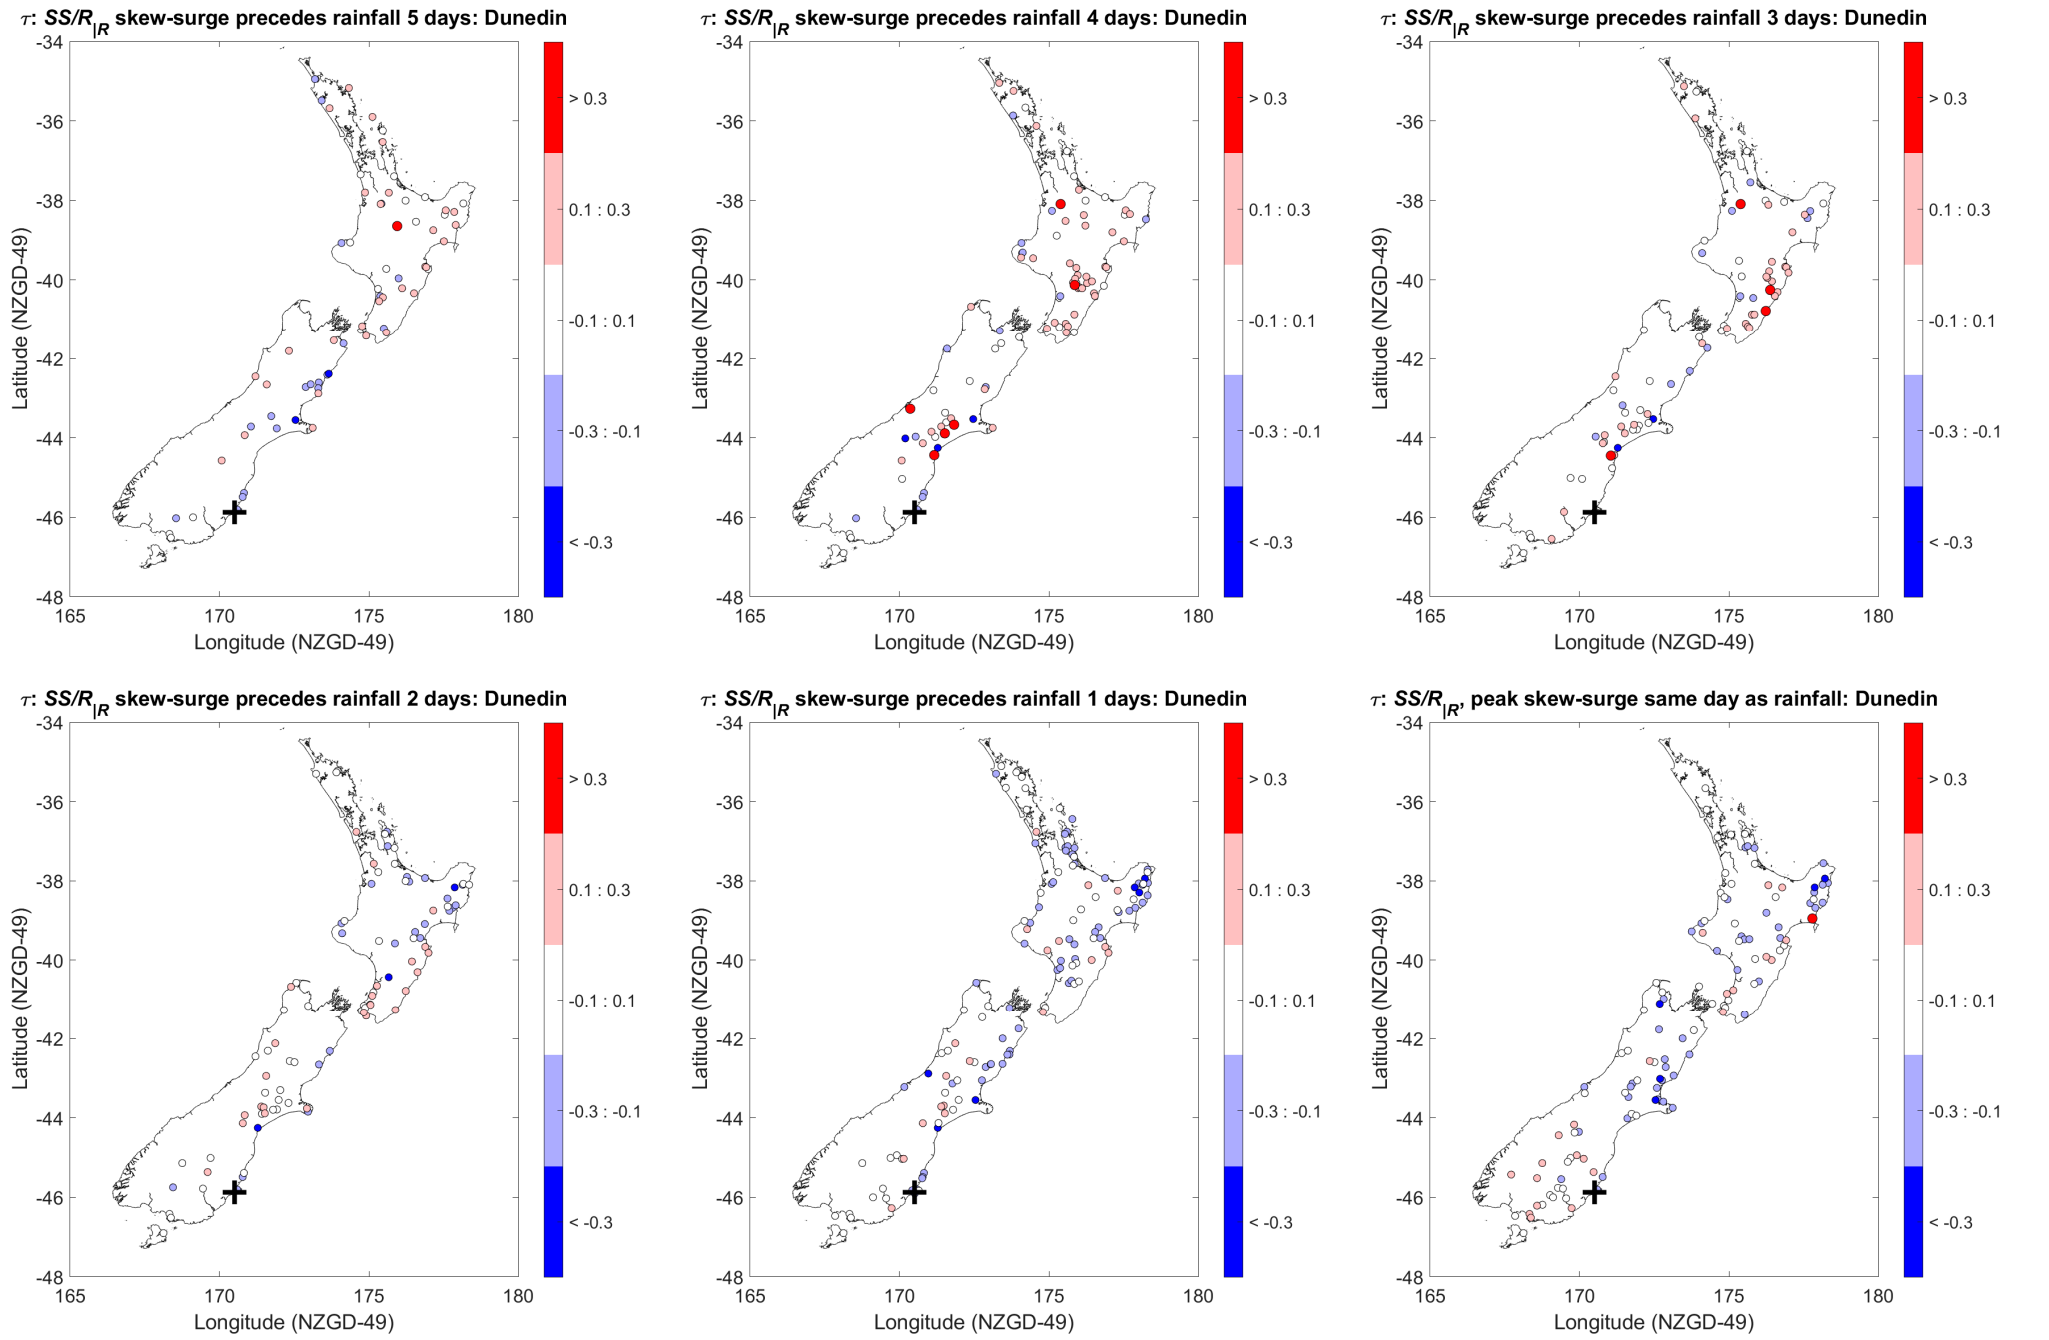 τ: SS/R|R skew-surge precedes rainfall 5 days: Dunedin
-34
-36
-38
-40
-42
-44
-46
-48
165
170
175
180
Latitude (NZGD-49)
Longitude (NZGD-49)
> 0.3
0.1 : 0.3
-0.1 : 0.1
-0.3 : -0.1
< -0.3
τ: SS/R|R skew-surge precedes rainfall 4 days: Dunedin
-34
-36
-38
-40
-42
-44
-46
-48
165
170
175
180
Latitude (NZGD-49)
Longitude (NZGD-49)
> 0.3
0.1 : 0.3
-0.1 : 0.1
-0.3 : -0.1
< -0.3
τ: SS/R|R skew-surge precedes rainfall 3 days: Dunedin
-34
-36
-38
-40
-42
-44
-46
-48
165
170
175
180
Latitude (NZGD-49)
Longitude (NZGD-49)
> 0.3
0.1 : 0.3
-0.1 : 0.1
-0.3 : -0.1
< -0.3
τ: SS/R|R skew-surge precedes rainfall 2 days: Dunedin
-34
-36
-38
-40
-42
-44
-46
-48
165
170
175
180
Latitude (NZGD-49)
Longitude (NZGD-49)
> 0.3
0.1 : 0.3
-0.1 : 0.1
-0.3 : -0.1
< -0.3
τ: SS/R|R skew-surge precedes rainfall 1 days: Dunedin
-34
-36
-38
-40
-42
-44
-46
-48
165
170
175
180
Latitude (NZGD-49)
Longitude (NZGD-49)
> 0.3
0.1 : 0.3
-0.1 : 0.1
-0.3 : -0.1
< -0.3
τ: SS/R|R, peak skew-surge same day as rainfall: Dunedin
-34
-36
-38
-40
-42
-44
-46
-48
165
170
175
180
Latitude (NZGD-49)
Longitude (NZGD-49)
> 0.3
0.1 : 0.3
-0.1 : 0.1
-0.3 : -0.1
< -0.3